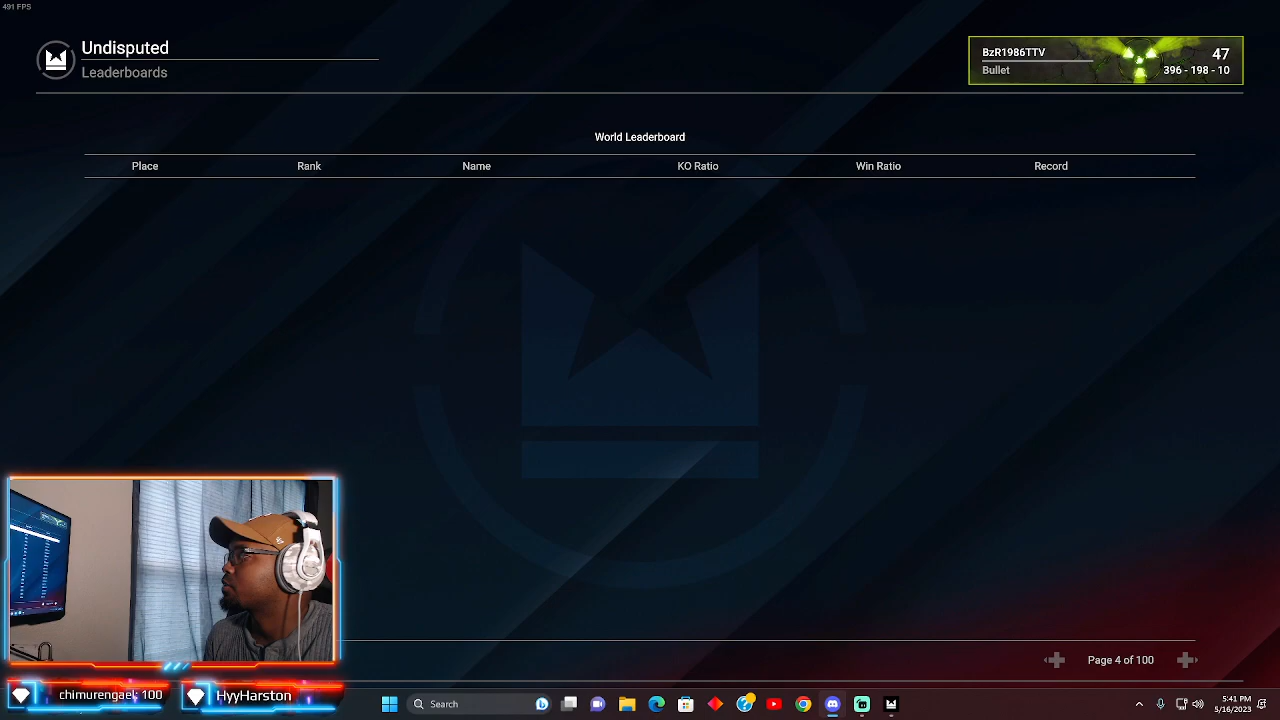 491 FPS
Undisputed
Leaderboards
BzR1986TTV
47
Bullet
396 - 198 - 10
World Leaderboard
Place Rank Name KO Ratio Win Ratio Record
Page 4 of 100
chimurengaek: 100
HyyHarston
Search
5:41 PM
5/16/2023